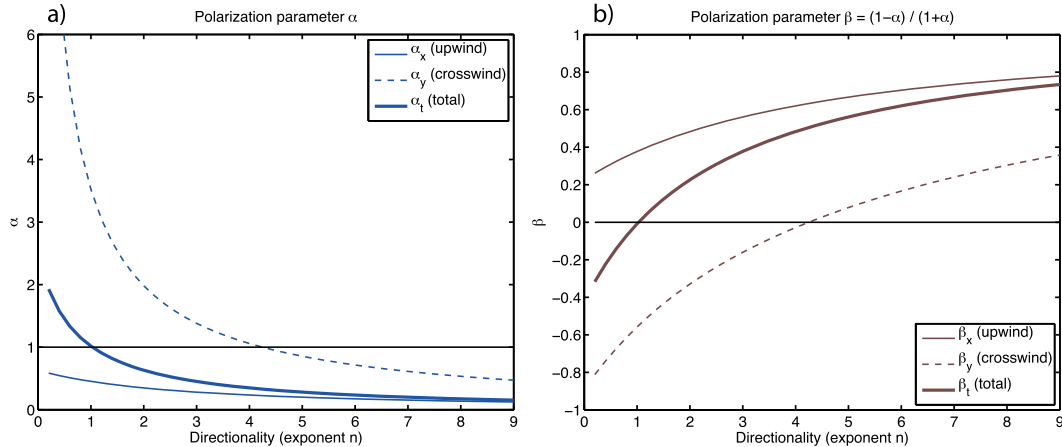 a)
Polarization parameter α
6
5
4
3
2
1
0
α
αx (upwind)
αy (crosswind)
αt (total)
0 1 2 3 4 5 6 7 8 9
Directionality (exponent n)
b)
Polarization parameter β = (1−α) / (1+α)
1
0.8
0.6
0.4
0.2
0
−0.2
−0.4
−0.6
−0.8
−1
β
βx (upwind)
βy (crosswind)
βt (total)
0 1 2 3 4 5 6 7 8 9
Directionality (exponent n)